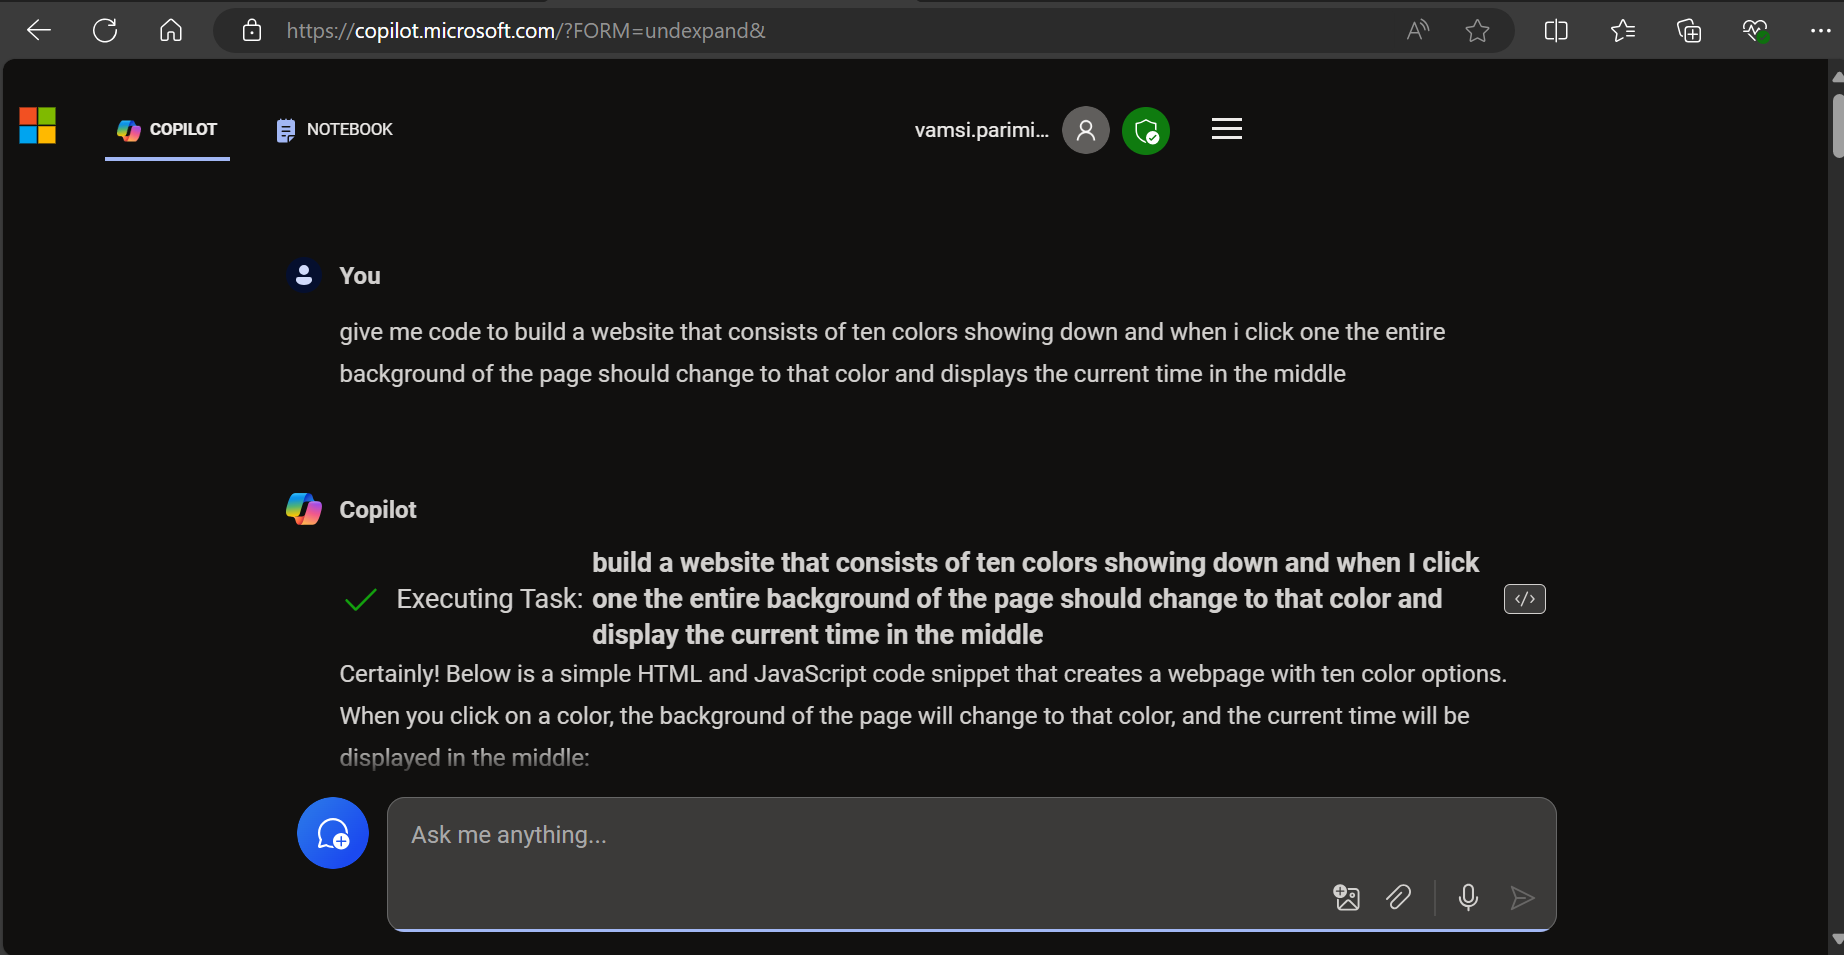 https://copilot.microsoft.com/?FORM=undexpand&
COPILOT
NOTEBOOK
vamsi.parimi...
You
give me code to build a website that consists of ten colors showing down and when i click one the entire
background of the page should change to that color and displays the current time in the middle
Copilot
Executing Task: build a website that consists of ten colors showing down and when I click
one the entire background of the page should change to that color and
display the current time in the middle
Certainly! Below is a simple HTML and JavaScript code snippet that creates a webpage with ten color options.
When you click on a color, the background of the page will change to that color, and the current time will be
displayed in the middle:
Ask me anything...